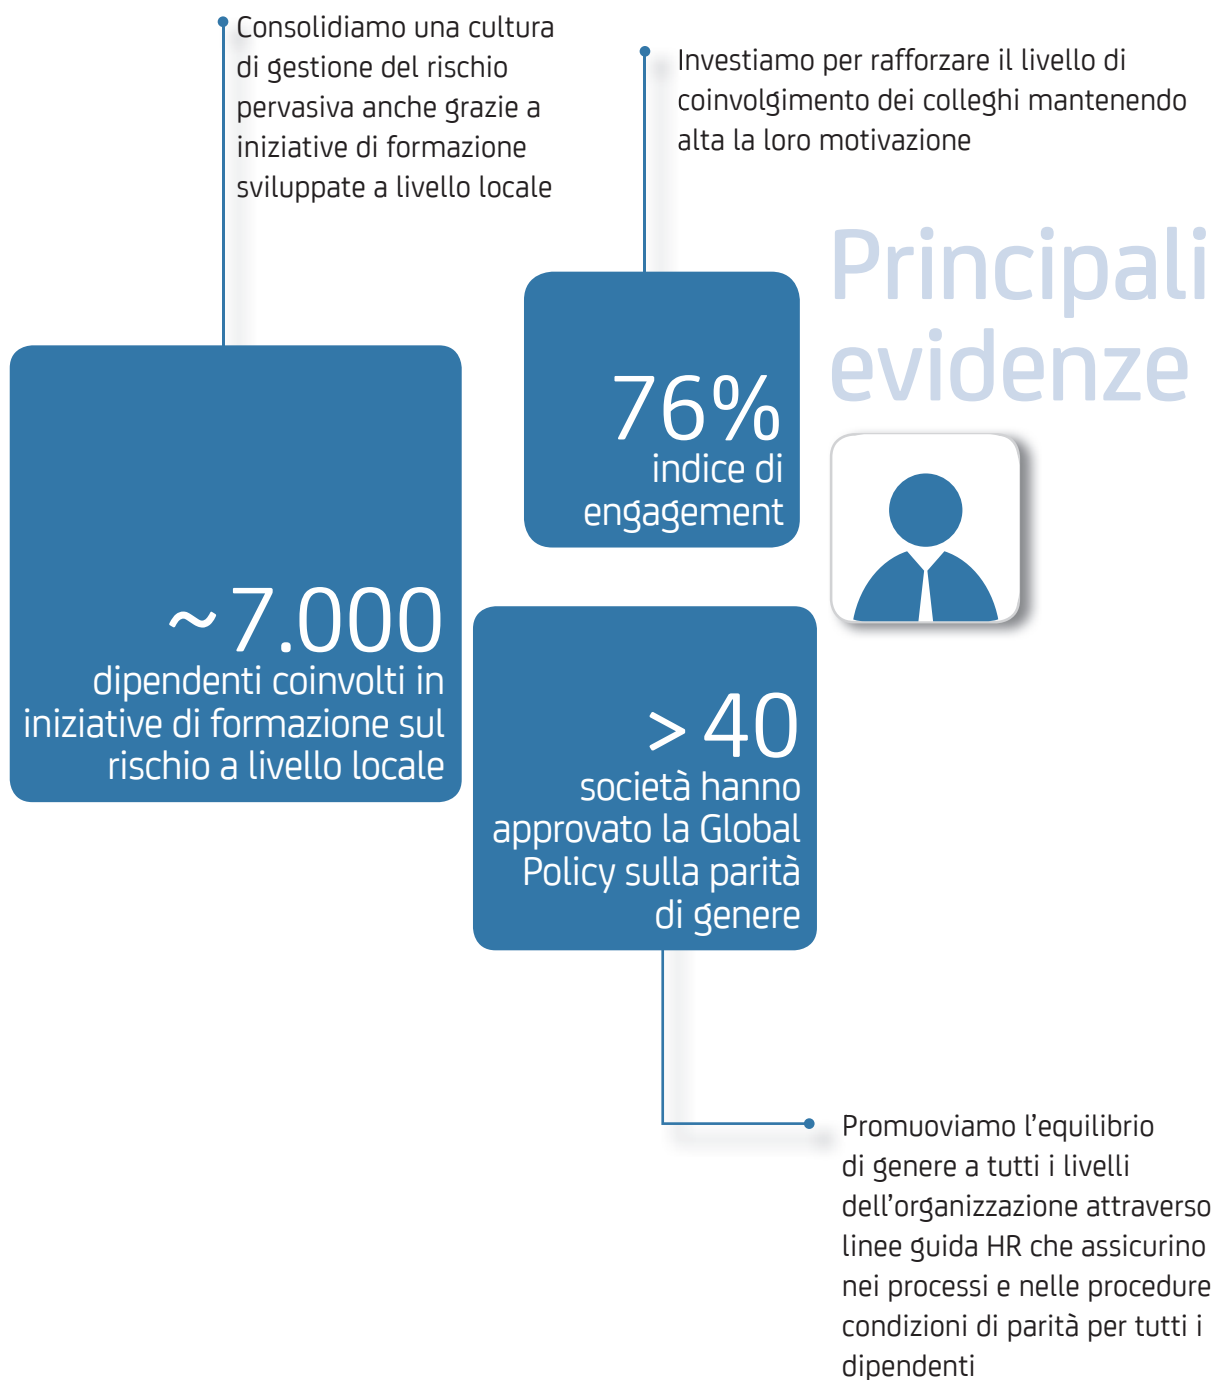 Consolidiamo una cultura
di gestione del rischio
pervasiva anche grazie a
iniziative di formazione
sviluppate a livello locale
Investiamo per rafforzare il livello di
coinvolgimento dei colleghi mantenendo
alta la loro motivazione
Principali
evidenze
76%
indice di
engagement
~7.000
dipendenti coinvolti in
iniziative di formazione sul
rischio a livello locale
> 40
società hanno
approvato la Global
Policy sulla parità
di genere
Promuoviamo l’equilibrio
di genere a tutti i livelli
dell’organizzazione attraverso
linee guida HR che assicurino
nei processi e nelle procedure
condizioni di parità per tutti i
dipendenti